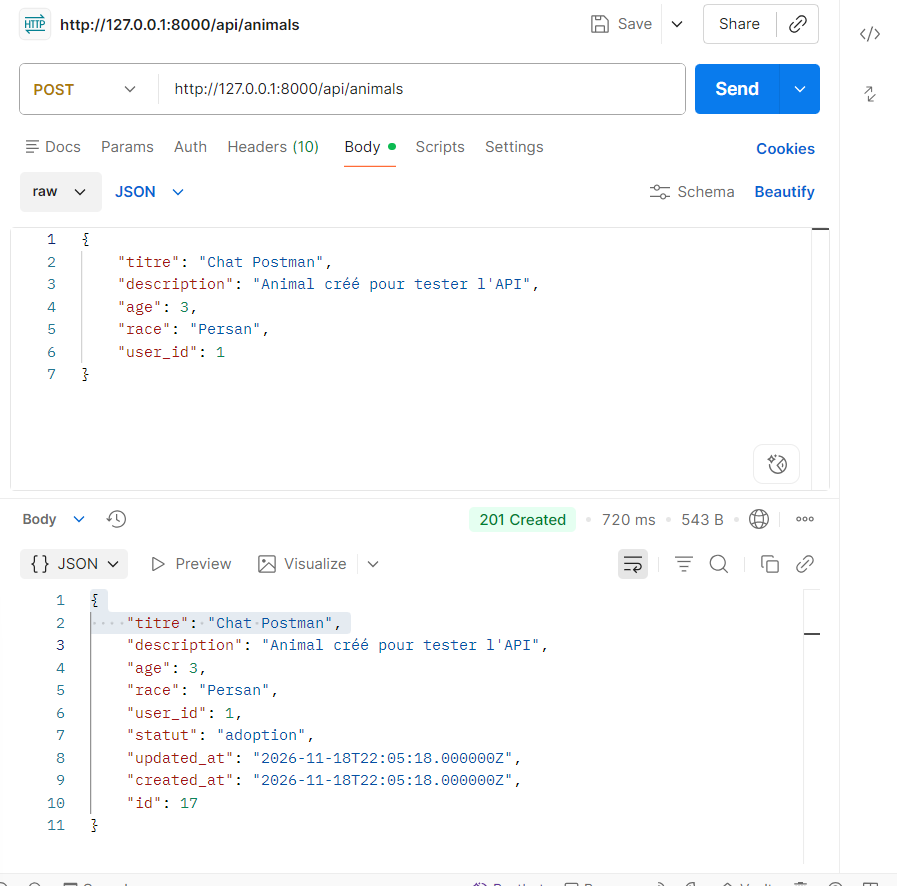 HTTP http://127.0.0.1:8000/api/animals Save Share
POST http://127.0.0.1:8000/api/animals Send
Docs Params Auth Headers (10) Body Scripts Settings Cookies
raw JSON Schema Beautify
1 {
2 "titre": "Chat Postman",
3 "description": "Animal créé pour tester l'API",
4 "age": 3,
5 "race": "Persan",
6 "user_id": 1
7 }
Body 201 Created 720 ms 543 B
{} JSON Preview Visualize
1 {
2 "titre": "Chat Postman",
3 "description": "Animal créé pour tester l'API",
4 "age": 3,
5 "race": "Persan",
6 "user_id": 1,
7 "statut": "adoption",
8 "updated_at": "2026-11-18T22:05:18.000000Z",
9 "created_at": "2026-11-18T22:05:18.000000Z",
10 "id": 17
11 }